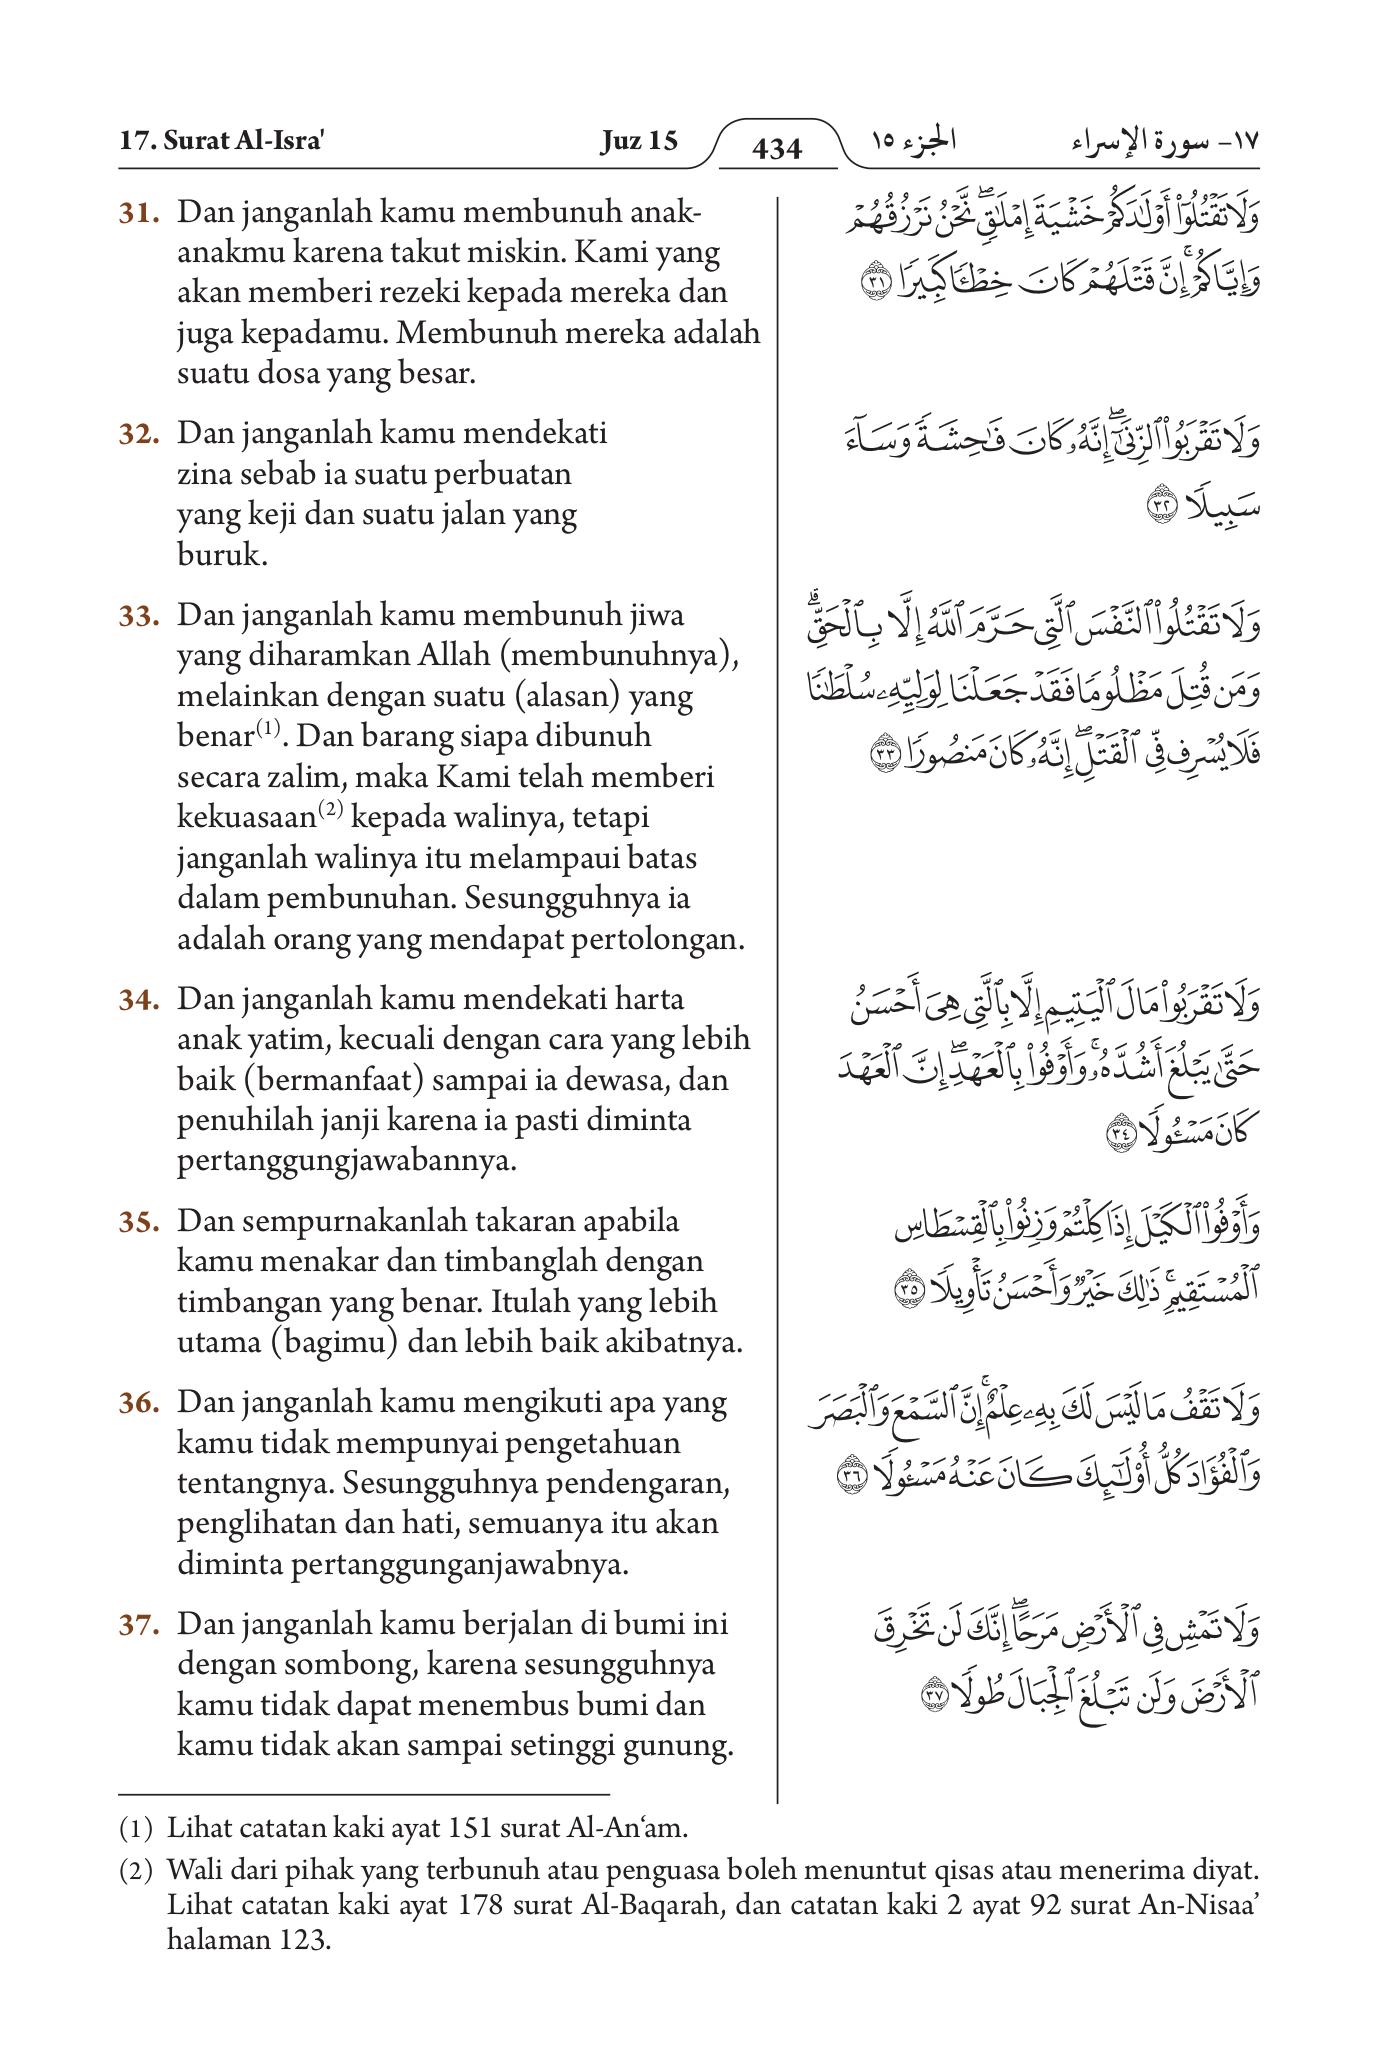 17. Surat Al-Isra'
Juz 15
434
الجزء ١٥
١٧- سورة الإسراء
31. Dan janganlah kamu membunuh anak-
anakmu karena takut miskin. Kami yang
akan memberi rezeki kepada mereka dan
juga kepadamu. Membunuh mereka adalah
suatu dosa yang besar.
وَلَا تَقۡتُلُوٓاْ أَوۡلَٰدَكُمۡ خَشۡيَةَ إِمۡلَٰقٖۖ نَّحۡنُ نَرۡزُقُهُمۡ
وَإِيَّاكُمۡۚ إِنَّ قَتۡلَهُمۡ كَانَ خِطۡـٔٗا كَبِيرٗا ٣١
32. Dan janganlah kamu mendekati
zina sebab ia suatu perbuatan
yang keji dan suatu jalan yang
buruk.
وَلَا تَقۡرَبُواْ ٱلزِّنَىٰٓۖ إِنَّهُۥ كَانَ فَٰحِشَةٗ وَسَآءَ
سَبِيلٗا ٣٢
33. Dan janganlah kamu membunuh jiwa
yang diharamkan Allah (membunuhnya),
melainkan dengan suatu (alasan) yang
benar(1). Dan barang siapa dibunuh
secara zalim, maka Kami telah memberi
kekuasaan(2) kepada walinya, tetapi
janganlah walinya itu melampaui batas
dalam pembunuhan. Sesungguhnya ia
adalah orang yang mendapat pertolongan.
وَلَا تَقۡتُلُواْ ٱلنَّفۡسَ ٱلَّتِي حَرَّمَ ٱللَّهُ إِلَّا بِٱلۡحَقِّۗ
وَمَن قُتِلَ مَظۡلُومٗا فَقَدۡ جَعَلۡنَا لِوَلِيِّهِۦ سُلۡطَٰنٗا
فَلَا يُسۡرِف فِّي ٱلۡقَتۡلِۖ إِنَّهُۥ كَانَ مَنصُورٗا ٣٣
34. Dan janganlah kamu mendekati harta
anak yatim, kecuali dengan cara yang lebih
baik (bermanfaat) sampai ia dewasa, dan
penuhilah janji karena ia pasti diminta
pertanggungjawabannya.
وَلَا تَقۡرَبُواْ مَالَ ٱلۡيَتِيمِ إِلَّا بِٱلَّتِي هِيَ أَحۡسَنُ
حَتَّىٰ يَبۡلُغَ أَشُدَّهُۥۚ وَأَوۡفُواْ بِٱلۡعَهۡدِۖ إِنَّ ٱلۡعَهۡدَ
كَانَ مَسۡـُٔولٗا ٣٤
35. Dan sempurnakanlah takaran apabila
kamu menakar dan timbanglah dengan
timbangan yang benar. Itulah yang lebih
utama (bagimu) dan lebih baik akibatnya.
وَأَوۡفُواْ ٱلۡكَيۡلَ إِذَا كِلۡتُمۡ وَزِنُواْ بِٱلۡقِسۡطَاسِ
ٱلۡمُسۡتَقِيمِۚ ذَٰلِكَ خَيۡرٞ وَأَحۡسَنُ تَأۡوِيلٗا ٣٥
36. Dan janganlah kamu mengikuti apa yang
kamu tidak mempunyai pengetahuan
tentangnya. Sesungguhnya pendengaran,
penglihatan dan hati, semuanya itu akan
diminta pertanggunganjawabnya.
وَلَا تَقۡفُ مَا لَيۡسَ لَكَ بِهِۦ عِلۡمٌۚ إِنَّ ٱلسَّمۡعَ وَٱلۡبَصَرَ
وَٱلۡفُؤَادَ كُلُّ أُوْلَٰٓئِكَ كَانَ عَنۡهُ مَسۡـُٔولٗا ٣٦
37. Dan janganlah kamu berjalan di bumi ini
dengan sombong, karena sesungguhnya
kamu tidak dapat menembus bumi dan
kamu tidak akan sampai setinggi gunung.
وَلَا تَمۡشِ فِي ٱلۡأَرۡضِ مَرَحًاۖ إِنَّكَ لَن تَخۡرِقَ
ٱلۡأَرۡضَ وَلَن تَبۡلُغَ ٱلۡجِبَالَ طُولٗا ٣٧
(1) Lihat catatan kaki ayat 151 surat Al-An‘am.
(2) Wali dari pihak yang terbunuh atau penguasa boleh menuntut qisas atau menerima diyat.
Lihat catatan kaki ayat 178 surat Al-Baqarah, dan catatan kaki 2 ayat 92 surat An-Nisaa’
halaman 123.